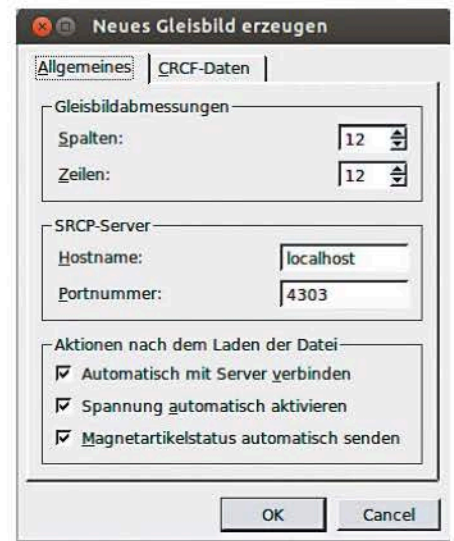 Neues Gleisbild erzeugen
Allgemeines CRCF-Daten
Gleisbildabmessungen
Spalten: 12
Zeilen: 12
SRCP-Server
Hostname: localhost
Portnummer: 4303
Aktionen nach dem Laden der Datei
Automatisch mit Server verbinden
Spannung automatisch aktivieren
Magnetartikelstatus automatisch senden
OK Cancel